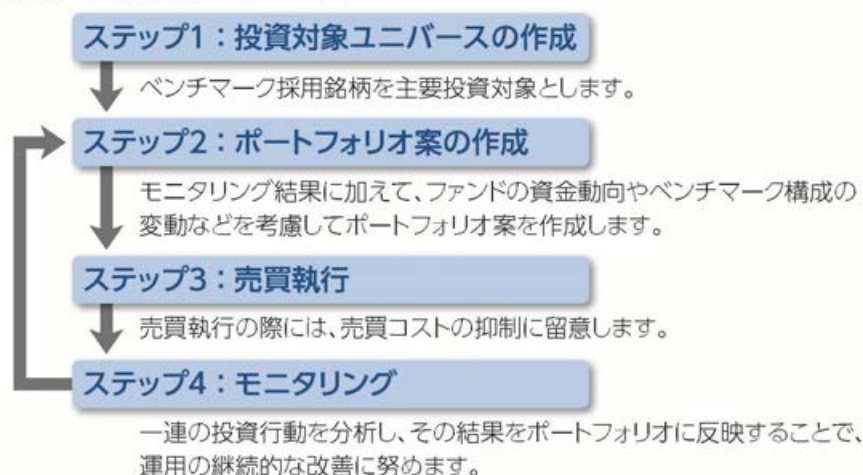 ステップ1：投資対象ユニバースの作成
ベンチマーク採用銘柄を主要投資対象とします。
ステップ2：ポートフォリオ案の作成
モニタリング結果に加えて、ファンドの資金動向やベンチマーク構成の
変動などを考慮してポートフォリオ案を作成します。
ステップ3：売買執行
売買執行の際には、売買コストの抑制に留意します。
ステップ4：モニタリング
一連の投資行動を分析し、その結果をポートフォリオに反映することで、
運用の継続的な改善に努めます。